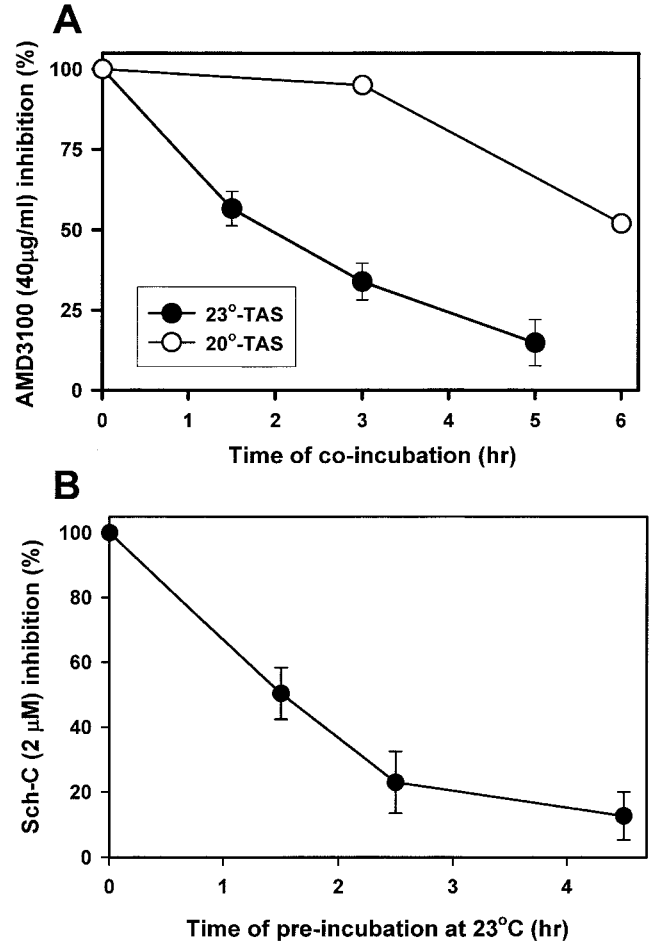 A
AMD3100 (40µg/ml) inhibition (%)
100
75
50
25
0
23°-TAS
20°-TAS
0 1 2 3 4 5 6
Time of co-incubation (hr)
B
Sch-C (2 µM) inhibition (%)
100
80
60
40
20
0
0 1 2 3 4
Time of pre-incubation at 23°C (hr)